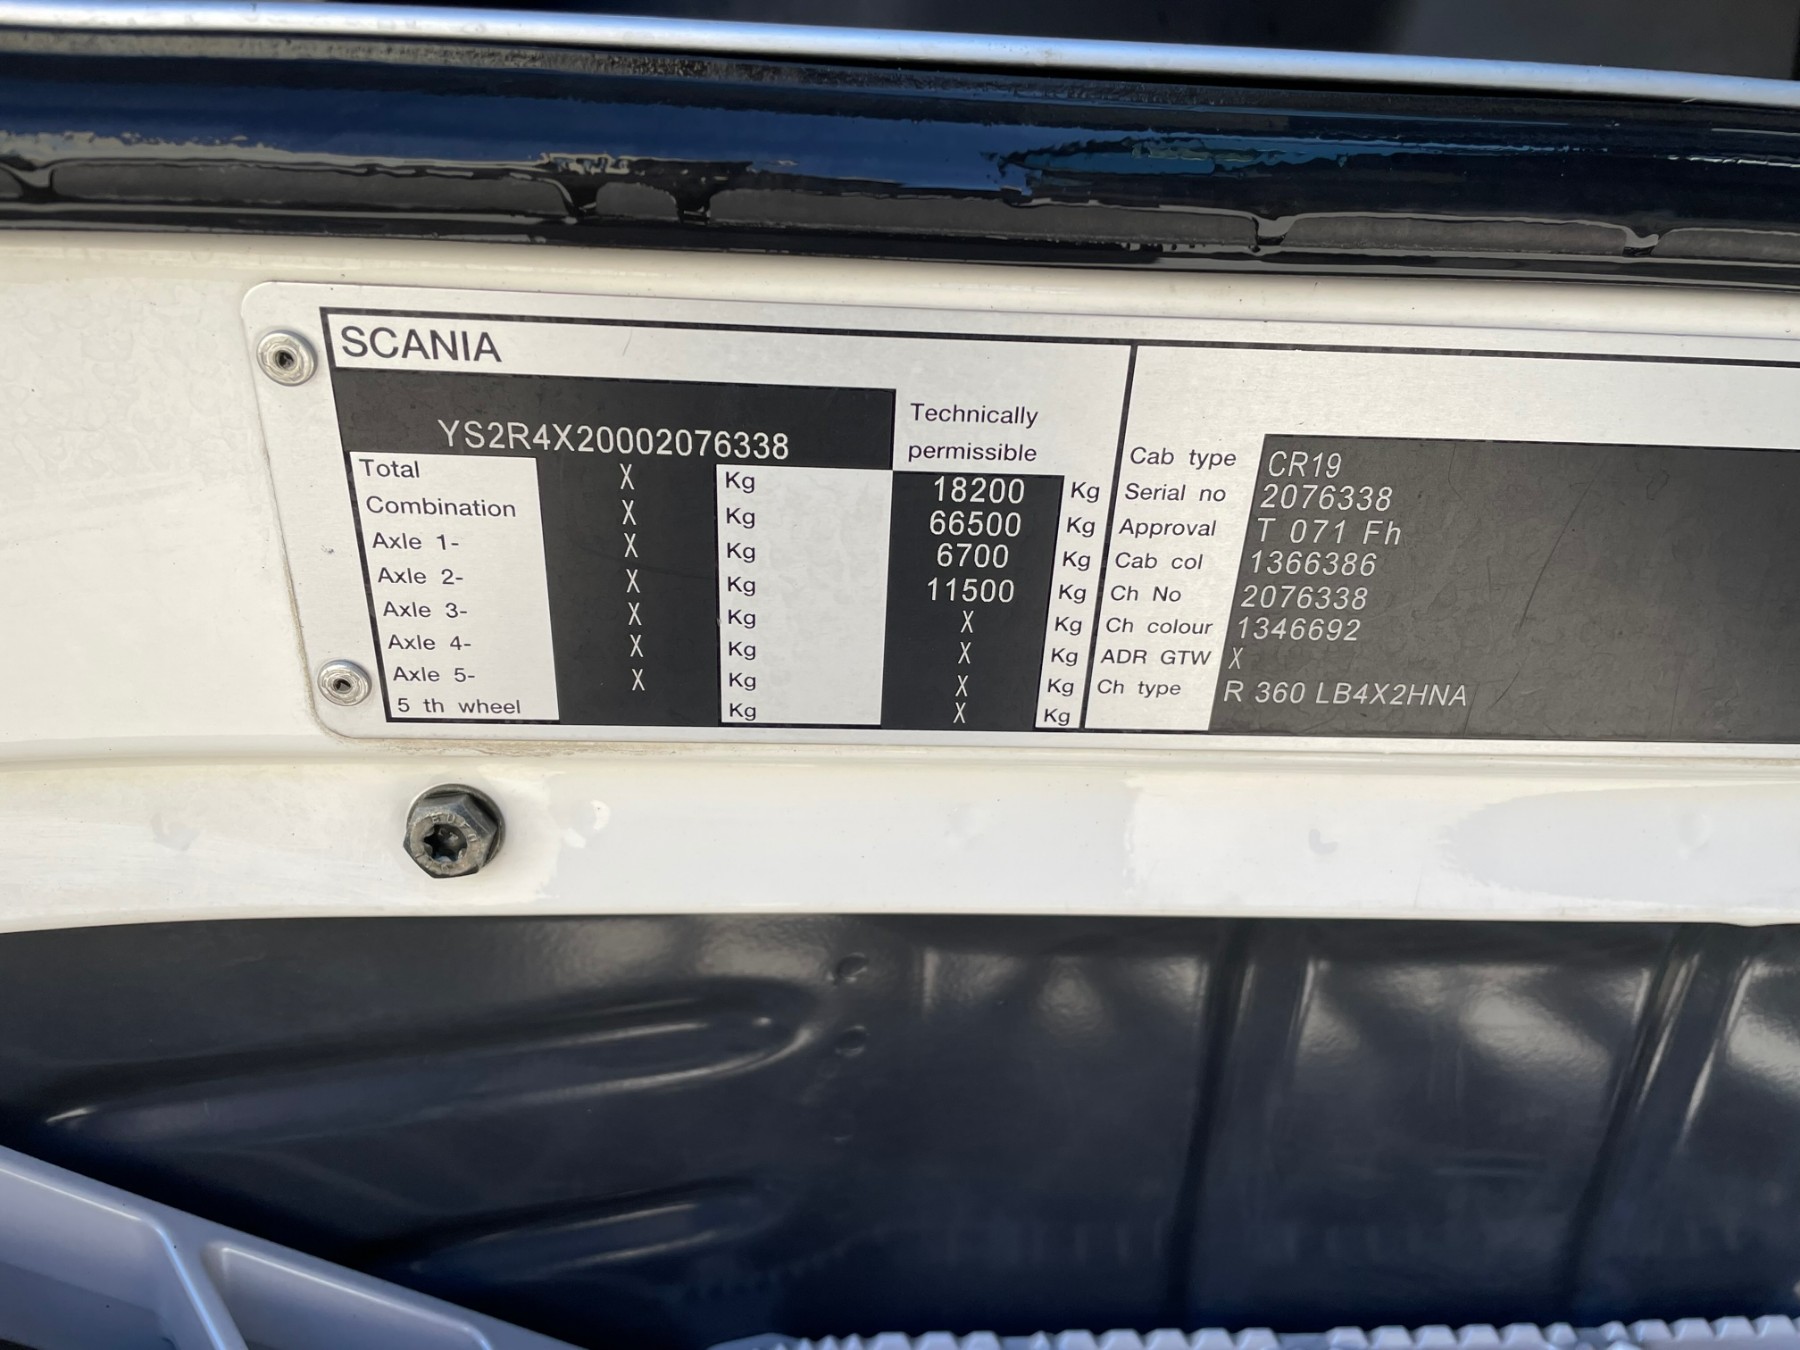 SCANIA
YS2R4X20002076338
Technically
permissible
Total X Kg 18200 Kg
Combination X Kg 66500 Kg
Axle 1- X Kg 6700 Kg
Axle 2- X Kg 11500 Kg
Axle 3- X Kg X Kg
Axle 4- X Kg X Kg
Axle 5- X Kg X Kg
5 th wheel Kg X Kg
Cab type CR19
Serial no 2076338
Approval T 071 Fh
Cab col 1366386
Ch No 2076338
Ch colour 1346692
ADR GTW X
Ch type R 360 LB4X2HNA